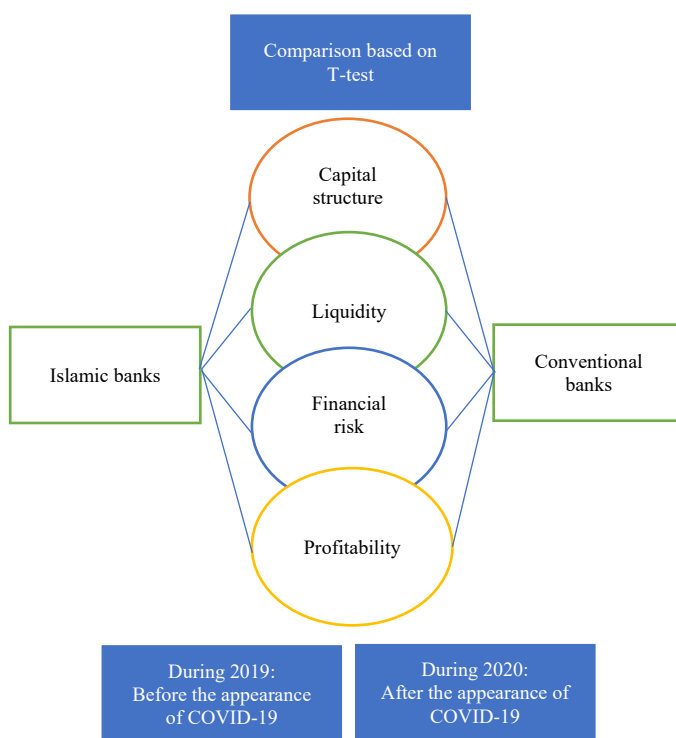 Comparison based on
T-test
Capital
structure
Liquidity
Islamic banks
Conventional
banks
Financial
risk
Profitability
During 2019:
Before the appearance
of COVID-19
During 2020:
After the appearance of
COVID-19